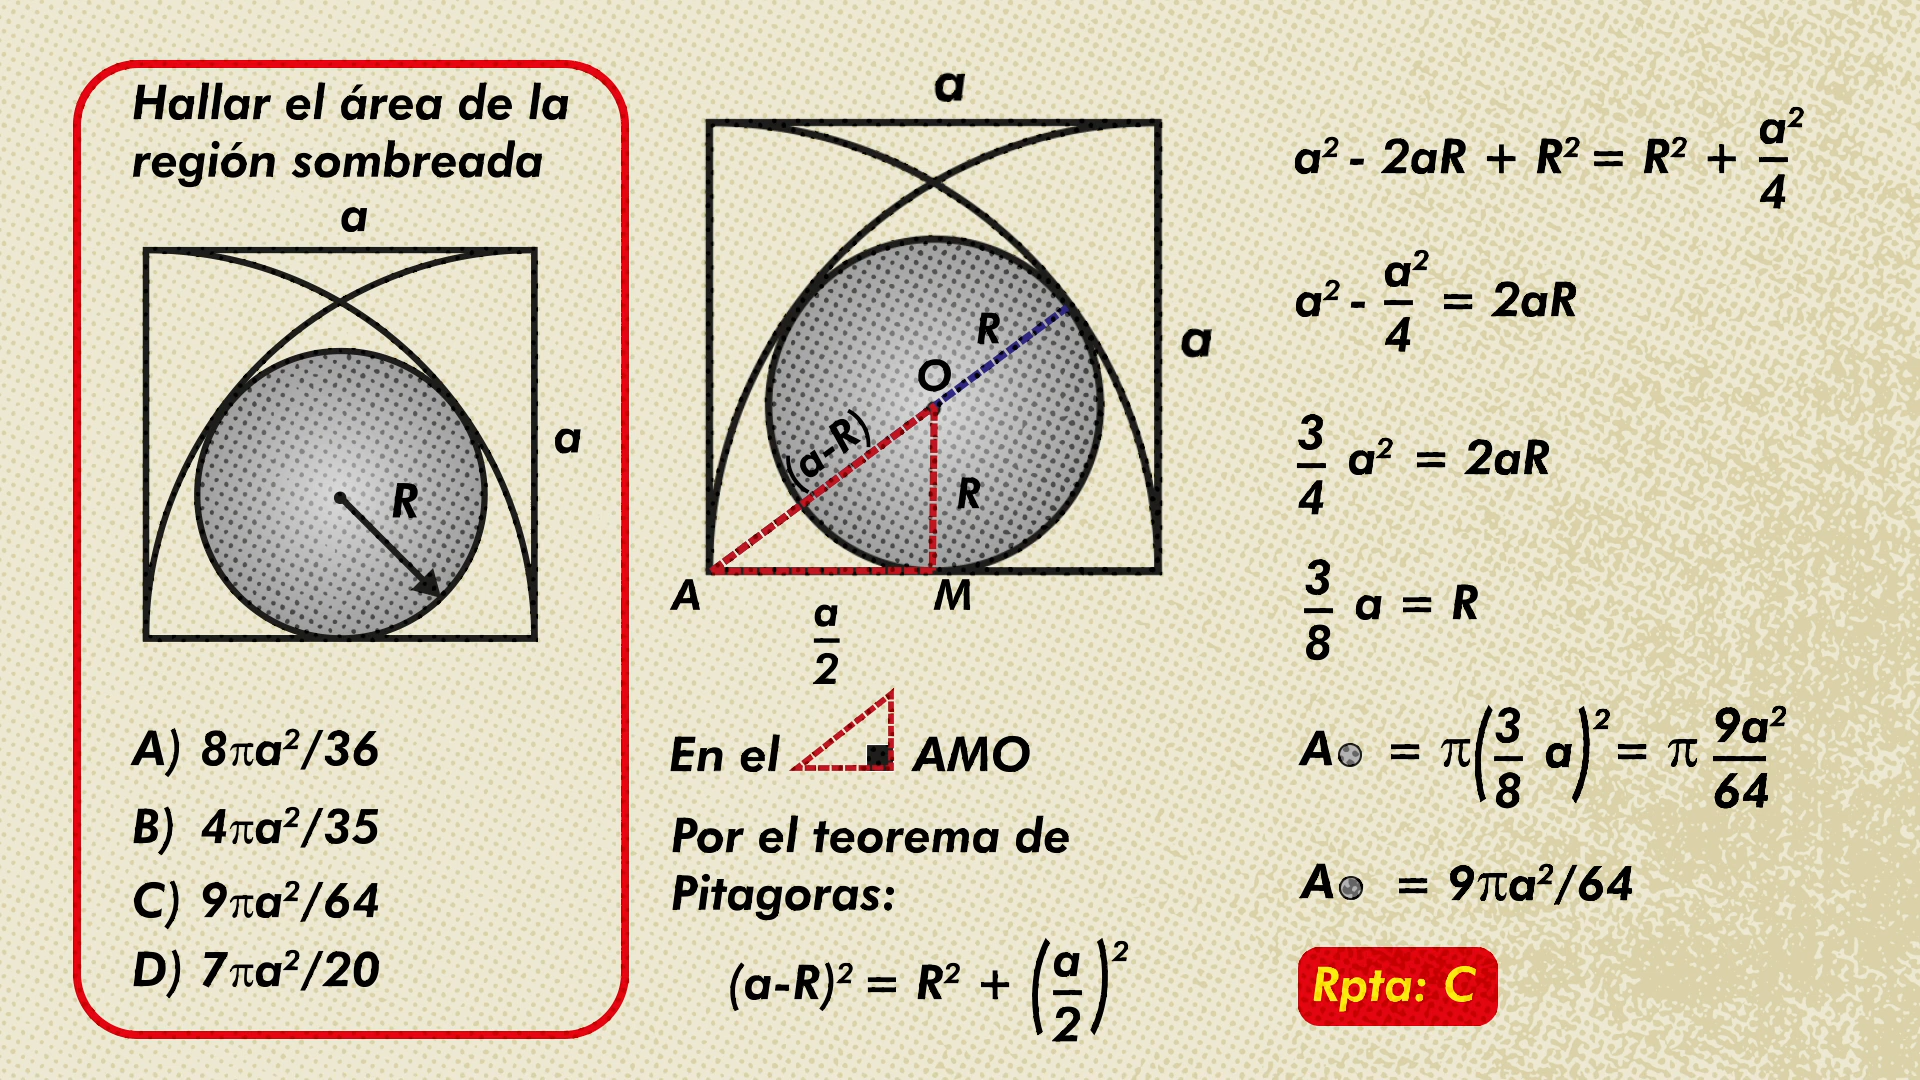 Hallar el área de la
región sombreada
a
a
R
A) 8πa²/36
B) 4πa²/35
C) 9πa²/64
D) 7πa²/20
a
a
R
O
(a-R)
R
A
M
a/2
En el AMO
Por el teorema de
Pitagoras:
(a-R)² = R² + (a/2)²
a² - 2aR + R² = R² + a²/4
a² - a²/4 = 2aR
3/4 a² = 2aR
3/8 a = R
A = π(3/8 a)² = π 9a²/64
A = 9πa²/64
Rpta: C